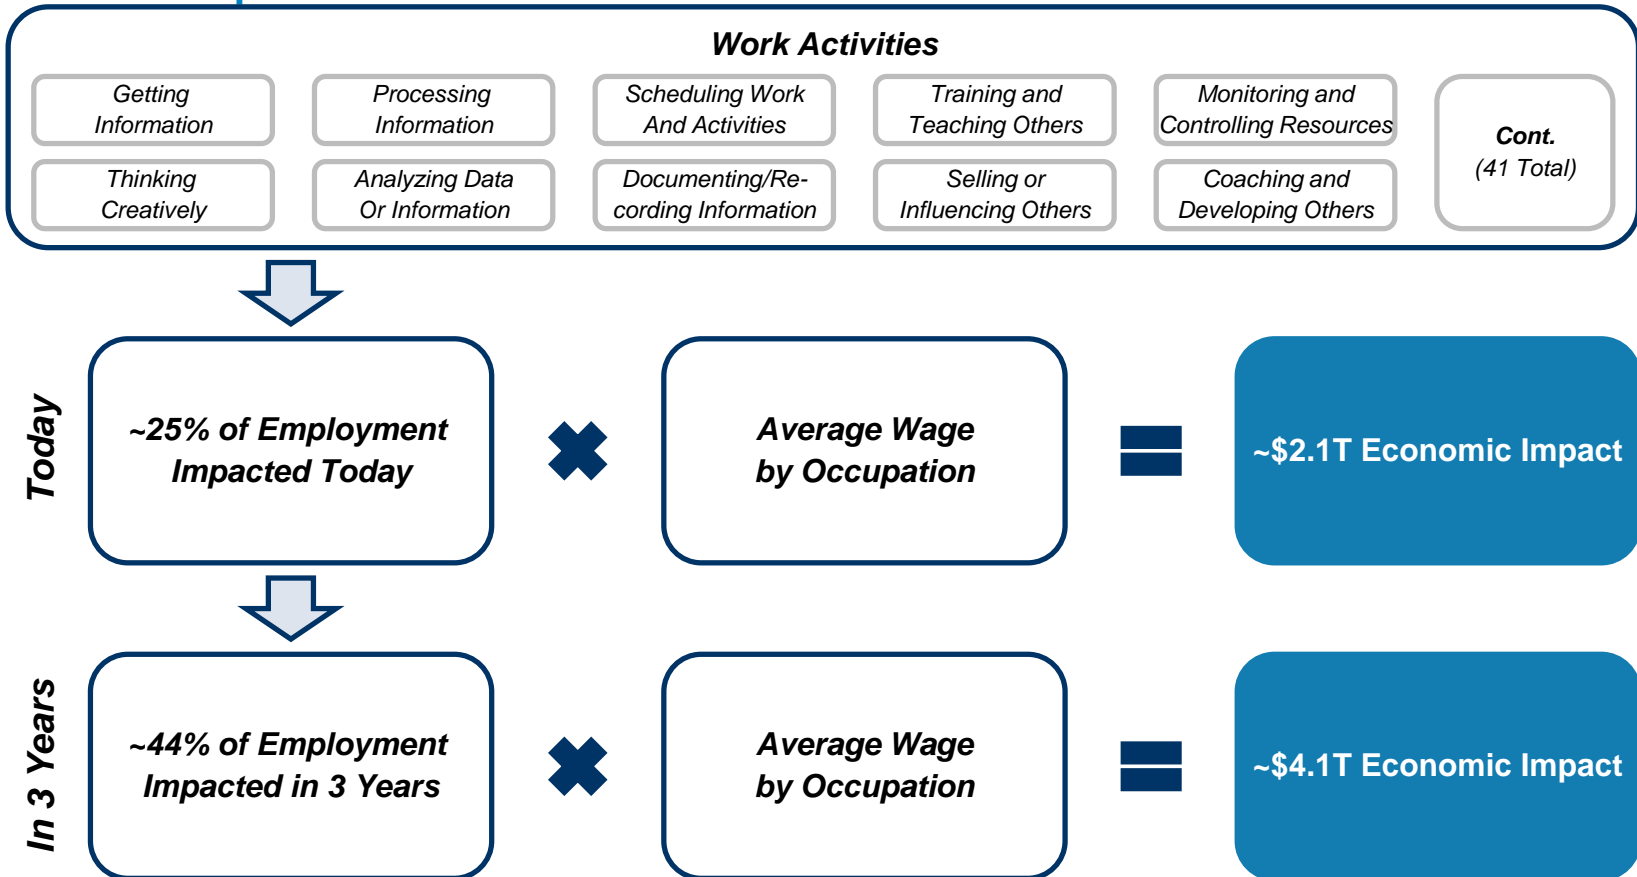 Work Activities
Getting
Information
Processing
Information
Scheduling Work
And Activities
Training and
Teaching Others
Monitoring and
Controlling Resources
Cont.
(41 Total)
Thinking
Creatively
Analyzing Data
Or Information
Documenting/Re-
cording Information
Selling or
Influencing Others
Coaching and
Developing Others
Today
~25% of Employment
Impacted Today
Average Wage
by Occupation
~$2.1T Economic Impact
In 3 Years
~44% of Employment
Impacted in 3 Years
Average Wage
by Occupation
~$4.1T Economic Impact